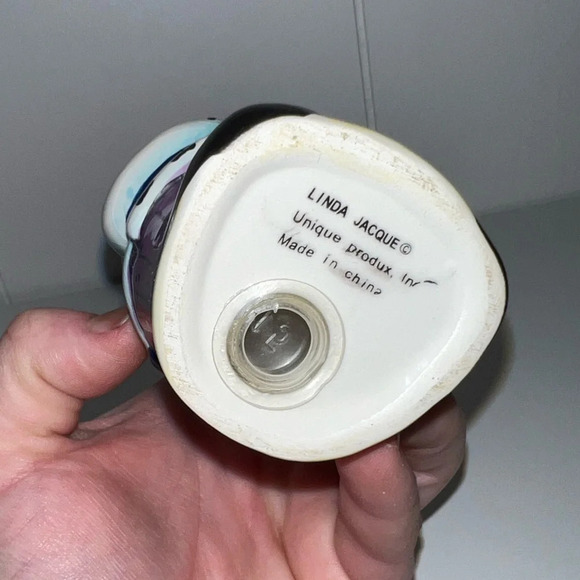 LINDA JACQUE©
Unique produx, Inc
Made in china